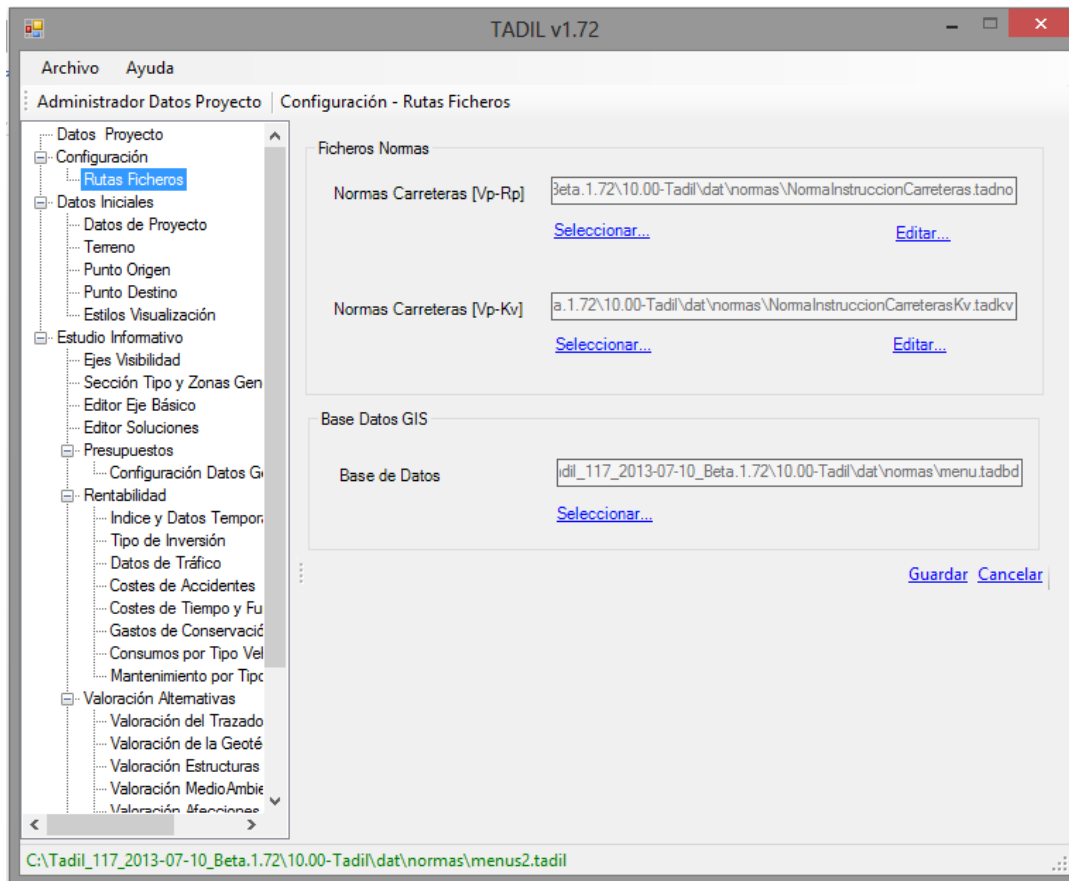 TADIL v1.72
Archivo Ayuda
Administrador Datos Proyecto Configuración - Rutas Ficheros
Datos Proyecto
Configuración
Rutas Ficheros
Datos Iniciales
Datos de Proyecto
Terreno
Punto Origen
Punto Destino
Estilos Visualización
Estudio Informativo
Ejes Visibilidad
Sección Tipo y Zonas Gen
Editor Eje Básico
Editor Soluciones
Presupuestos
Configuración Datos Ge
Rentabilidad
Indice y Datos Tempora
Tipo de Inversión
Datos de Tráfico
Costes de Accidentes
Costes de Tiempo y Fu
Gastos de Conservació
Consumos por Tipo Veh
Mantenimiento por Tipo
Valoración Alternativas
Valoración del Trazado
Valoración de la Geoté
Valoración Estructuras
Valoración MedioAmbie
Valoración Afecciones
Ficheros Normas
Normas Carreteras [Vp-Rp] Beta.1.72\10.00-Tadil\dat\normas\NormaInstruccionCarreteras.tadno
Seleccionar... Editar...
Normas Carreteras [Vp-Kv] a.1.72\10.00-Tadil\dat\normas\NormaInstruccionCarreterasKv.tadkv
Seleccionar... Editar...
Base Datos GIS
Base de Datos adil_117_2013-07-10_Beta.1.72\10.00-Tadil\dat\normas\menu.tadbd
Seleccionar...
Guardar Cancelar
C:\Tadil_117_2013-07-10_Beta.1.72\10.00-Tadil\dat\normas\menus2.tadil